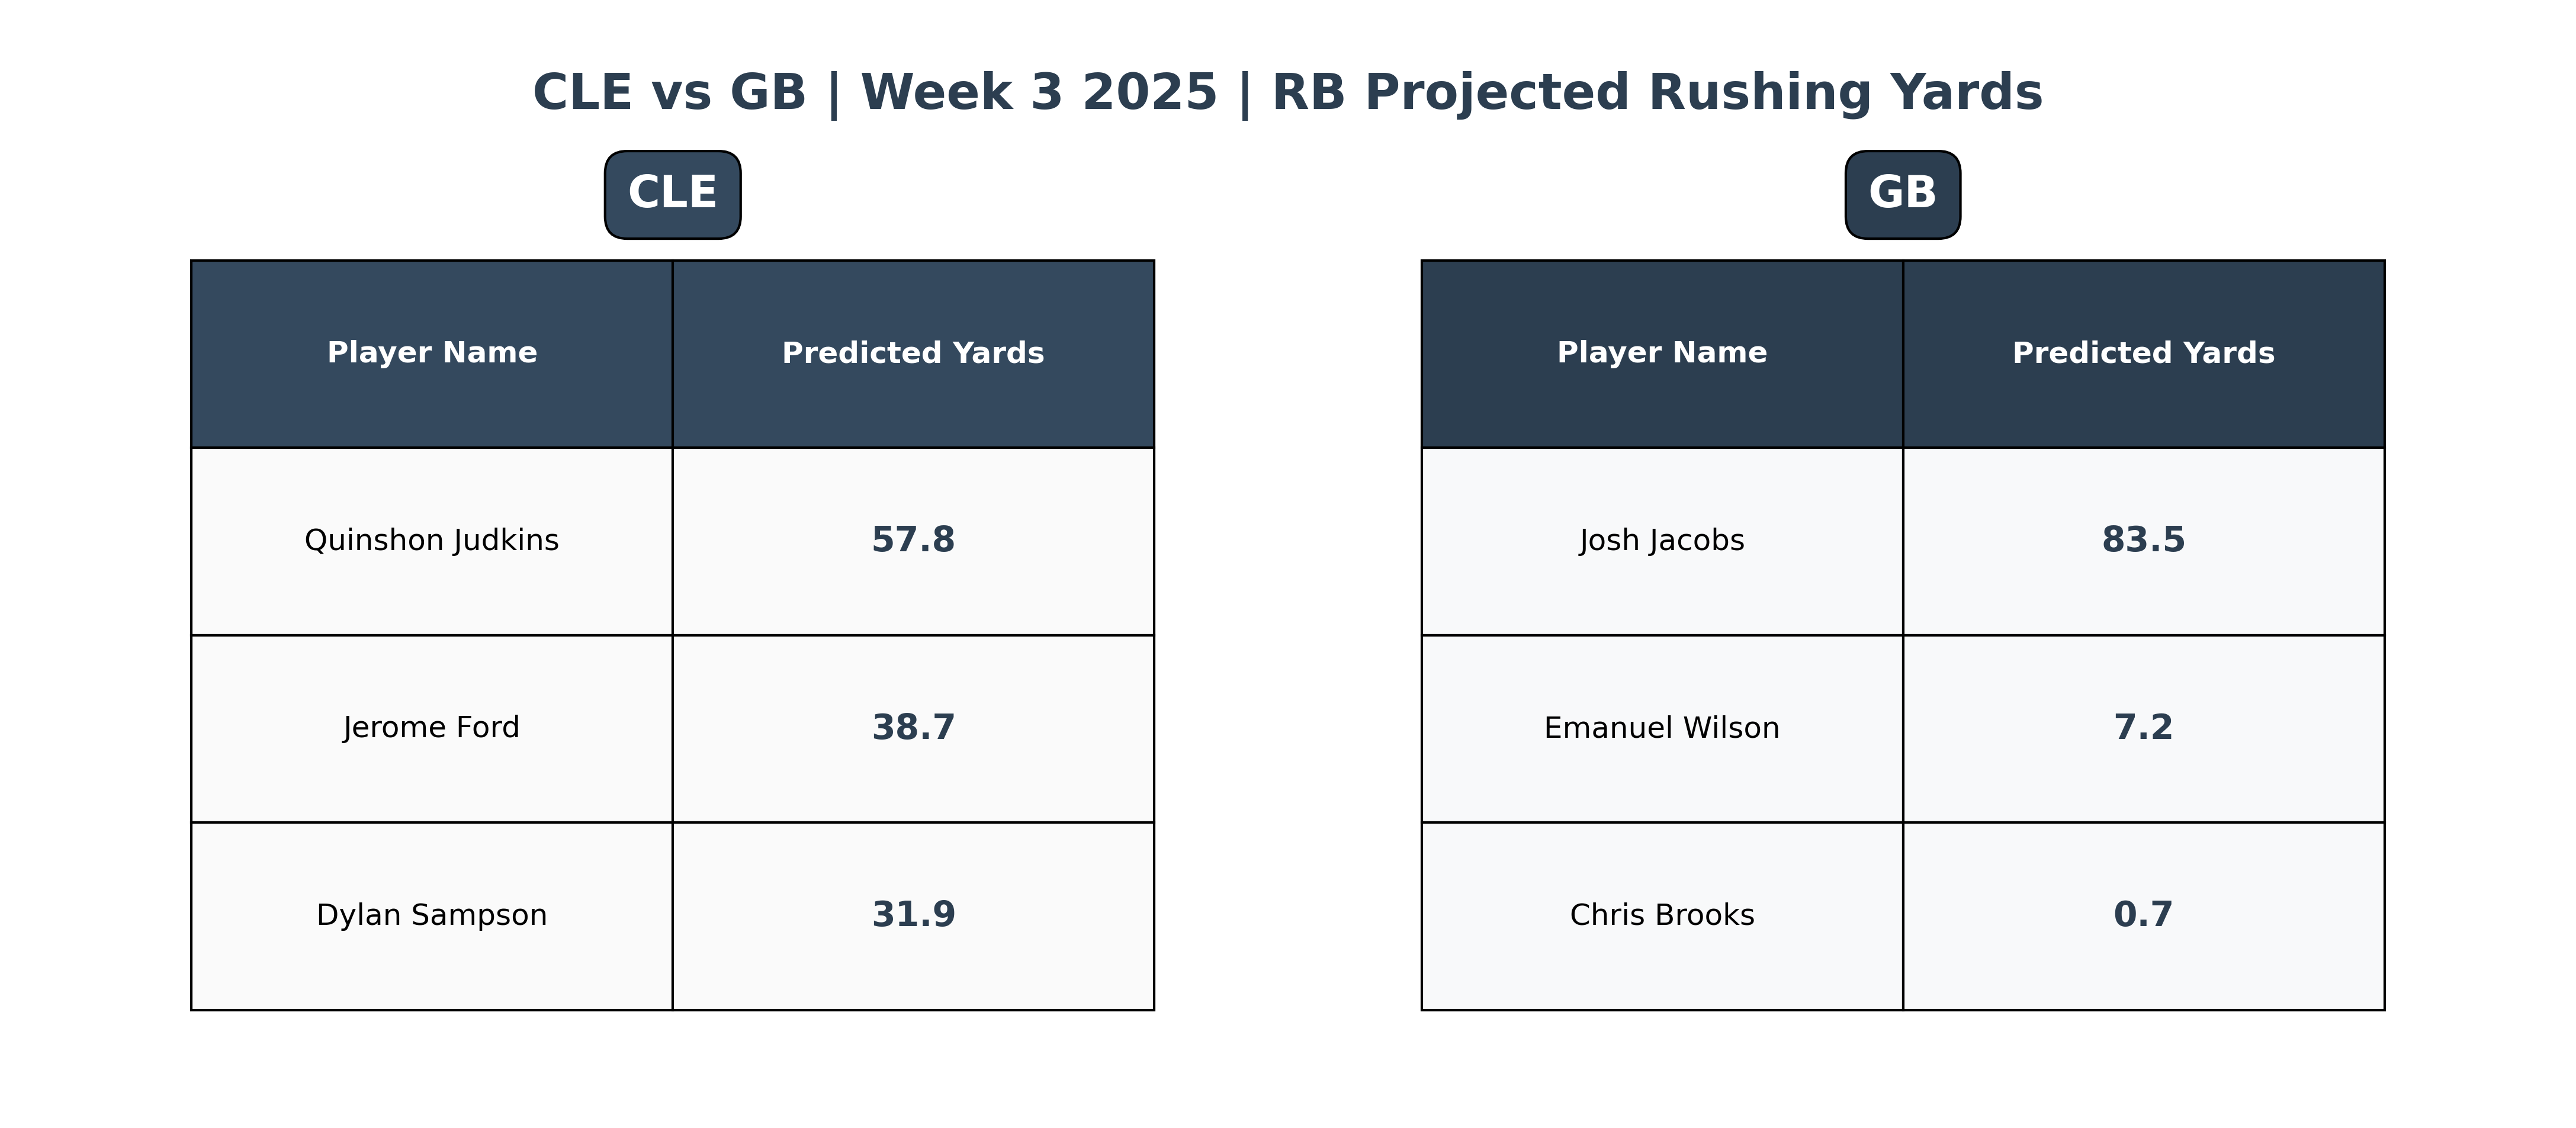 CLE vs GB | Week 3 2025 | RB Projected Rushing Yards
CLE
Player Name Predicted Yards
Quinshon Judkins 57.8
Jerome Ford 38.7
Dylan Sampson 31.9
GB
Player Name Predicted Yards
Josh Jacobs 83.5
Emanuel Wilson 7.2
Chris Brooks 0.7